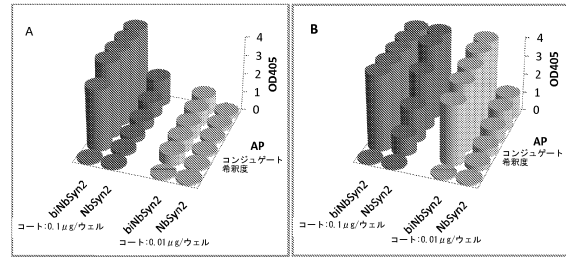 A
4
3
2
1
0
OD405
AP
コンジュゲート
希釈度
biNbSyn2
NbSyn2
biNbSyn2
NbSyn2
コート:0.1μg/ウェル
コート:0.01μg/ウェル
B
4
3
2
1
0
OD405
AP
コンジュゲート
希釈度
biNbSyn2
NbSyn2
biNbSyn2
NbSyn2
コート:0.1μg/ウェル
コート:0.01μg/ウェル